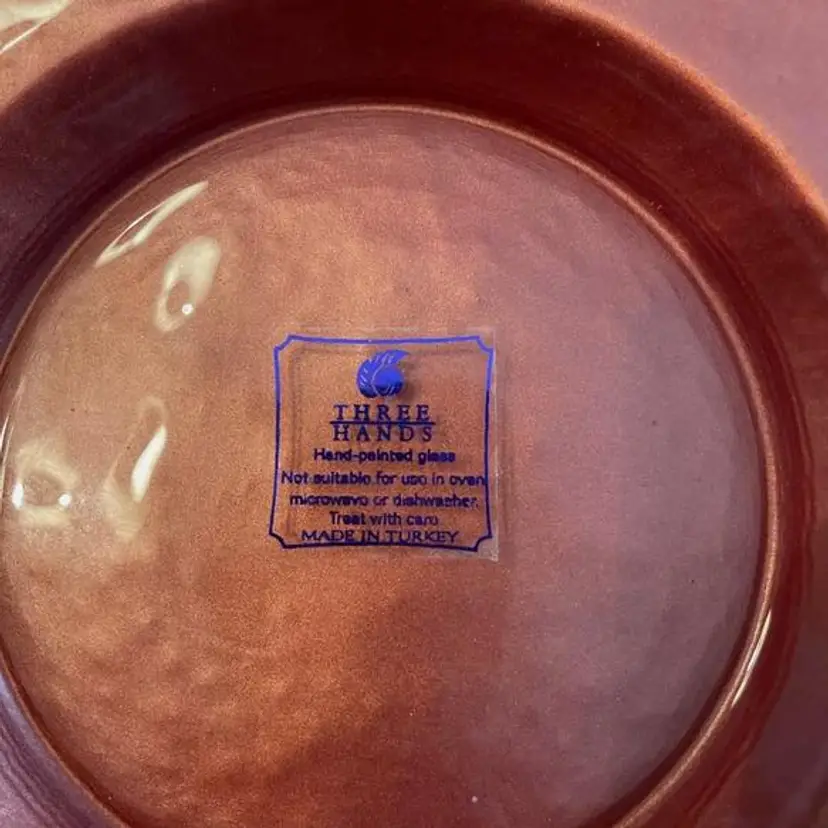 THREE
HANDS
Hand-painted glass
Not suitable for use in oven
microwave or dishwasher.
Treat with care
MADE IN TURKEY